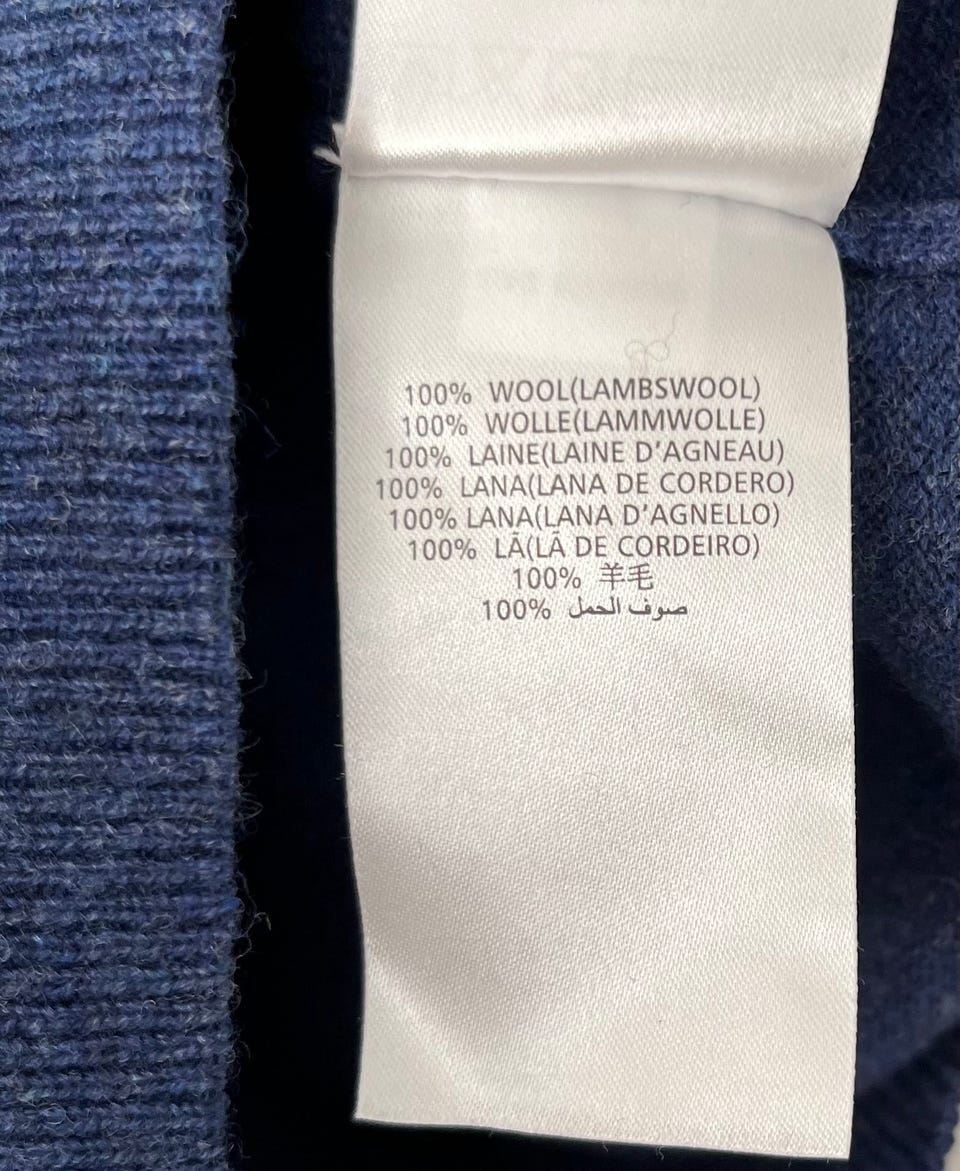 100% WOOL(LAMBSWOOL)
100% WOLLE(LAMMWOLLE)
100% LAINE(LAINE D'AGNEAU)
100% LANA(LANA DE CORDERO)
100% LANA(LANA D'AGNELLO)
100% LÃ(LÃ DE CORDEIRO)
100% 羊毛
100% صوف الحمل